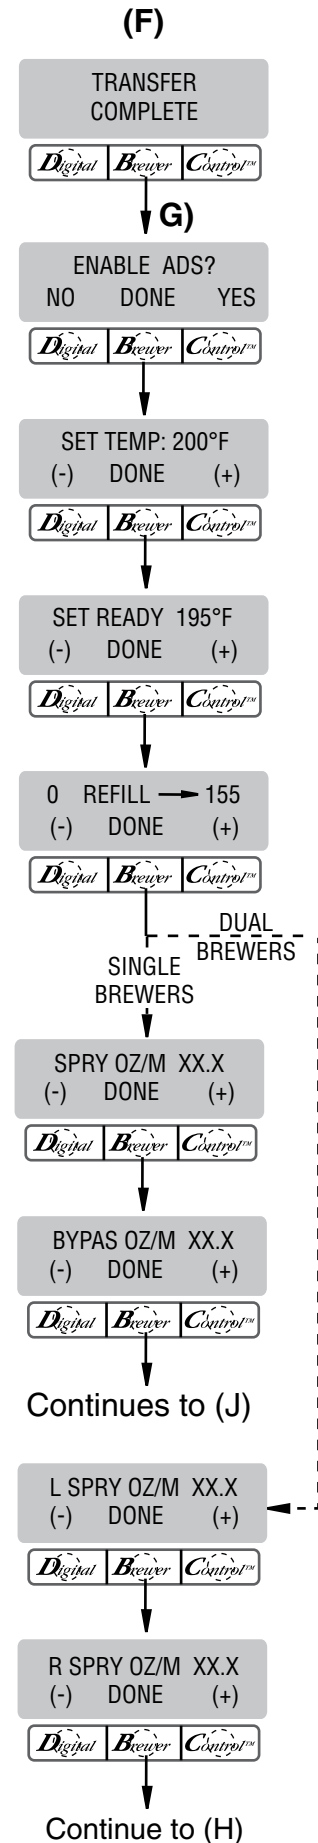 (F)
TRANSFER
COMPLETE
Digital Brewer Control™
G)
ENABLE ADS?
NO DONE YES
Digital Brewer Control™
SET TEMP: 200°F
(-) DONE (+)
Digital Brewer Control™
SET READY 195°F
(-) DONE (+)
Digital Brewer Control™
0 REFILL → 155
(-) DONE (+)
Digital Brewer Control™
DUAL
BREWERS
SINGLE
BREWERS
SPRY OZ/M XX.X
(-) DONE (+)
Digital Brewer Control™
BYPAS OZ/M XX.X
(-) DONE (+)
Digital Brewer Control™
Continues to (J)
L SPRY OZ/M XX.X
(-) DONE (+)
Digital Brewer Control™
R SPRY OZ/M XX.X
(-) DONE (+)
Digital Brewer Control™
Continue to (H)